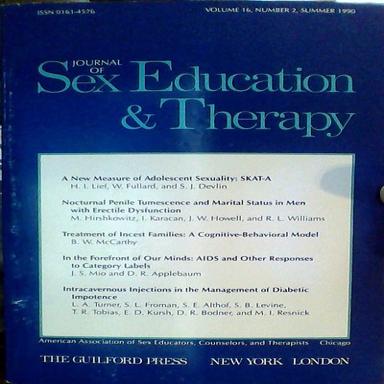 ISSN 0161-4576 VOLUME 16, NUMBER 2, SUMMER 1990
JOURNAL
OF
Sex Education
& Therapy
A New Measure of Adolescent Sexuality: SKAT-A
H. I. Lief, W. Fullard, and S. J. Devlin
Nocturnal Penile Tumescence and Marital Status in Men
with Erectile Dysfunction
M. Hirshkowitz, I. Karacan, J. W. Howell, and R. L. Williams
Treatment of Incest Families: A Cognitive-Behavioral Model
B. W. McCarthy
In the Forefront of Our Minds: AIDS and Other Responses
to Category Labels
J. S. Mio and D. R. Applebaum
Intracavernous Injections in the Management of Diabetic
Impotence
L. A. Turner, S. L. Froman, S. E. Althof, S. B. Levine,
T. R. Tobias, E. D. Kursh, D. R. Bodner, and M. I. Resnick
American Association of Sex Educators, Counselors, and Therapists Chicago
THE GUILFORD PRESS NEW YORK LONDON